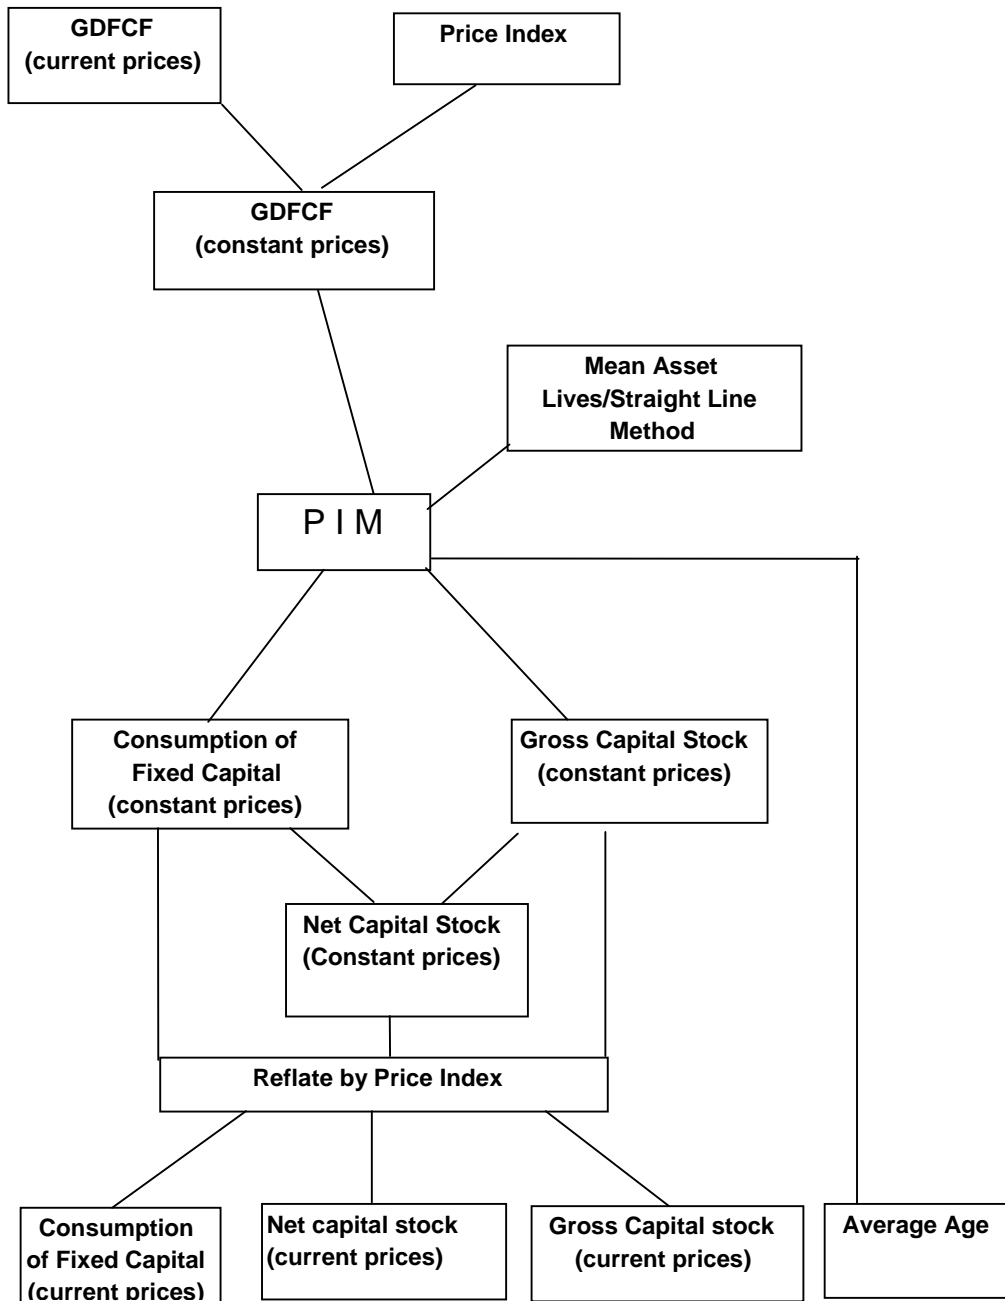 GDFCF
(current prices)
Price Index
GDFCF
(constant prices)
Mean Asset
Lives/Straight Line
Method
P I M
Consumption of
Fixed Capital
(constant prices)
Gross Capital Stock
(constant prices)
Net Capital Stock
(Constant prices)
Reflate by Price Index
Consumption
of Fixed Capital
(current prices)
Net capital stock
(current prices)
Gross Capital stock
(current prices)
Average Age